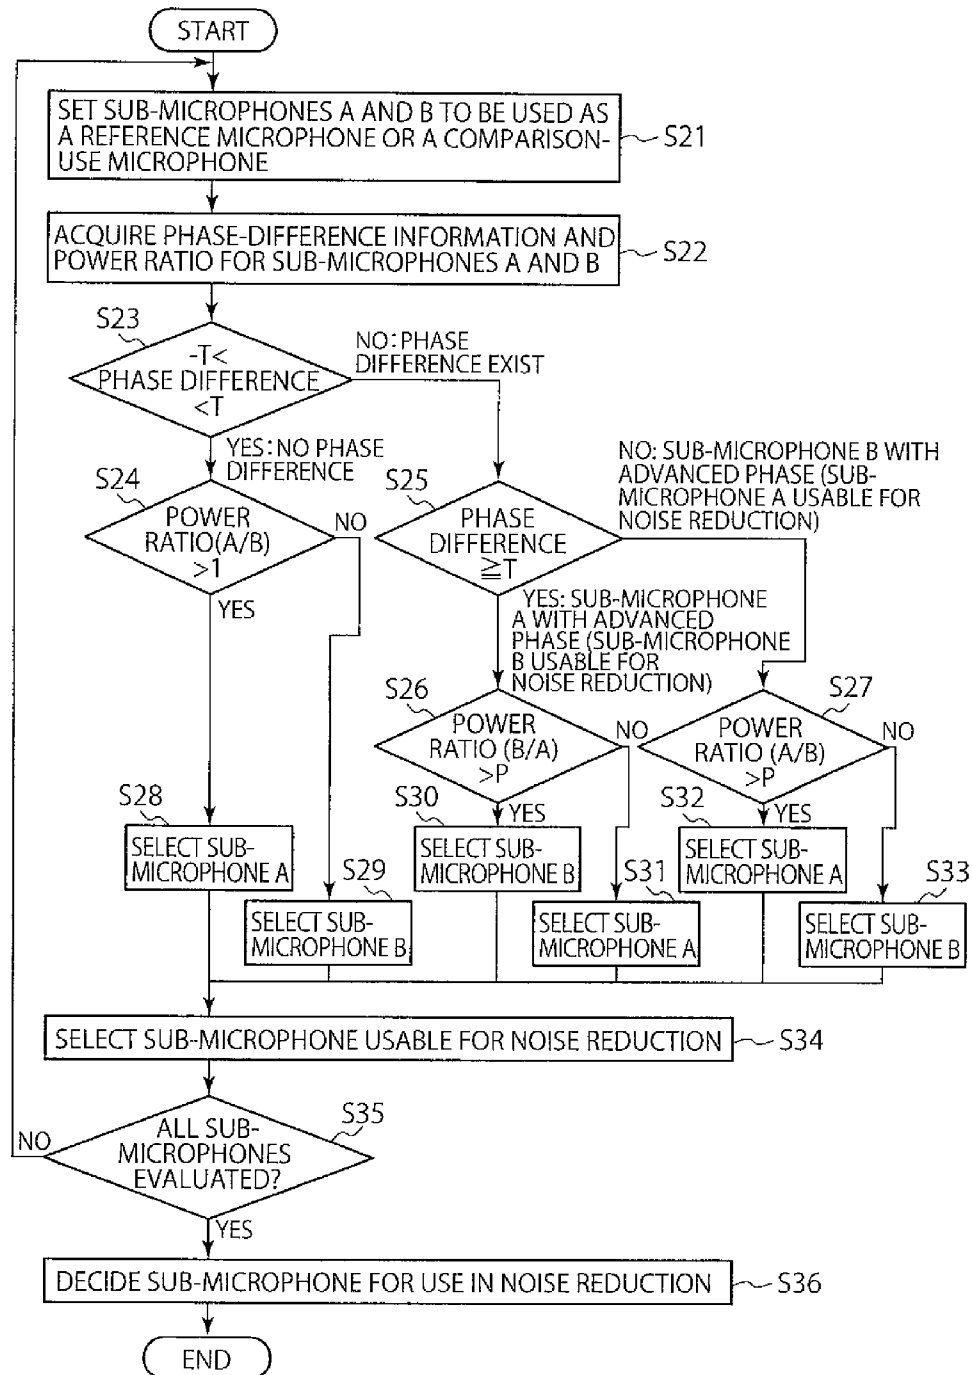 START
SET SUB-MICROPHONES A AND B TO BE USED AS
A REFERENCE MICROPHONE OR A COMPARISON-
USE MICROPHONE
S21
ACQUIRE PHASE-DIFFERENCE INFORMATION AND
POWER RATIO FOR SUB-MICROPHONES A AND B
S22
S23
-T<
PHASE DIFFERENCE
<T
NO: PHASE
DIFFERENCE EXIST
YES: NO PHASE
DIFFERENCE
S24
POWER
RATIO(A/B)
>1
NO
YES
S25
PHASE
DIFFERENCE
≧T
NO: SUB-MICROPHONE B WITH
ADVANCED PHASE (SUB-
MICROPHONE A USABLE FOR
NOISE REDUCTION)
YES: SUB-MICROPHONE
A WITH ADVANCED
PHASE (SUB-MICROPHONE
B USABLE FOR
NOISE REDUCTION)
S26
POWER
RATIO (B/A)
>P
NO
YES
S27
POWER
RATIO (A/B)
>P
NO
YES
S28
SELECT SUB-
MICROPHONE A
S29
SELECT SUB-
MICROPHONE B
S30
SELECT SUB-
MICROPHONE B
S31
SELECT SUB-
MICROPHONE A
S32
SELECT SUB-
MICROPHONE A
S33
SELECT SUB-
MICROPHONE B
SELECT SUB-MICROPHONE USABLE FOR NOISE REDUCTION
S34
S35
ALL SUB-
MICROPHONES
EVALUATED?
NO
YES
DECIDE SUB-MICROPHONE FOR USE IN NOISE REDUCTION
S36
END